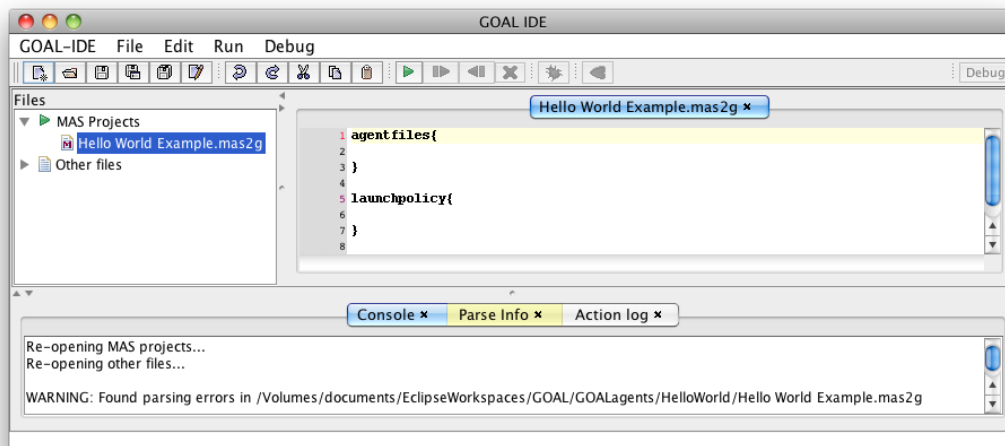 GOAL IDE
GOAL-IDE File Edit Run Debug
Debug
Files
MAS Projects
Hello World Example.mas2g
Other files
Hello World Example.mas2g ×
1 agentfiles{
2
3 }
4
5 launchpolicy{
6
7 }
8
Console × Parse Info × Action log ×
Re-opening MAS projects...
Re-opening other files...
WARNING: Found parsing errors in /Volumes/documents/EclipseWorkspaces/GOAL/GOALagents/HelloWorld/Hello World Example.mas2g